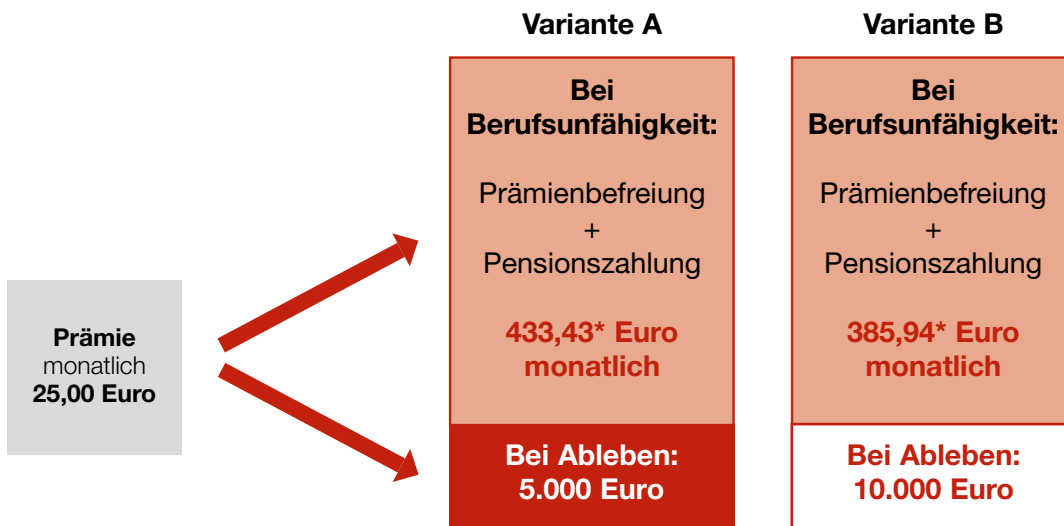 Variante A
Variante B
Bei
Berufsunfähigkeit:
Prämienbefreiung
+
Pensionszahlung
433,43* Euro
monatlich
Bei Ableben:
5.000 Euro
Bei
Berufsunfähigkeit:
Prämienbefreiung
+
Pensionszahlung
385,94* Euro
monatlich
Bei Ableben:
10.000 Euro
Prämie
monatlich
25,00 Euro